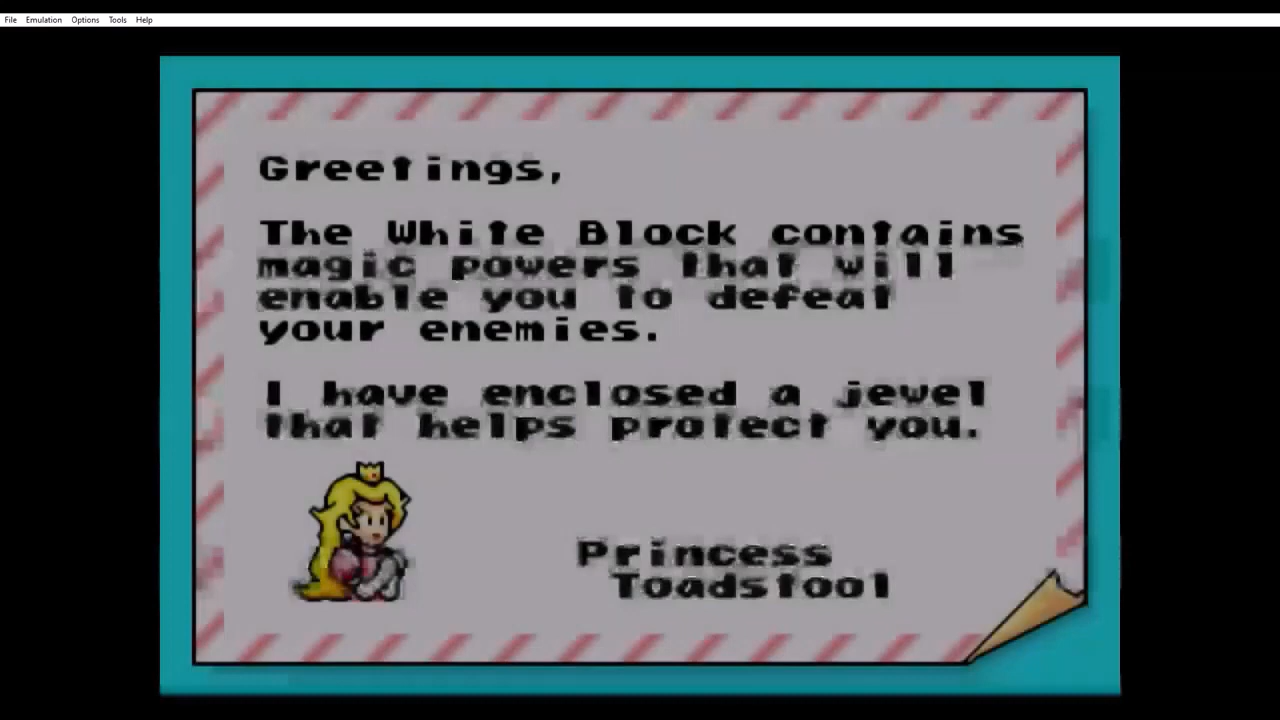 File Emulation Options Tools Help
Greetings,
The White Block contains
magic powers that will
enable you to defeat
your enemies.
I have enclosed a jewel
that helps protect you.
Princess
Toadstool